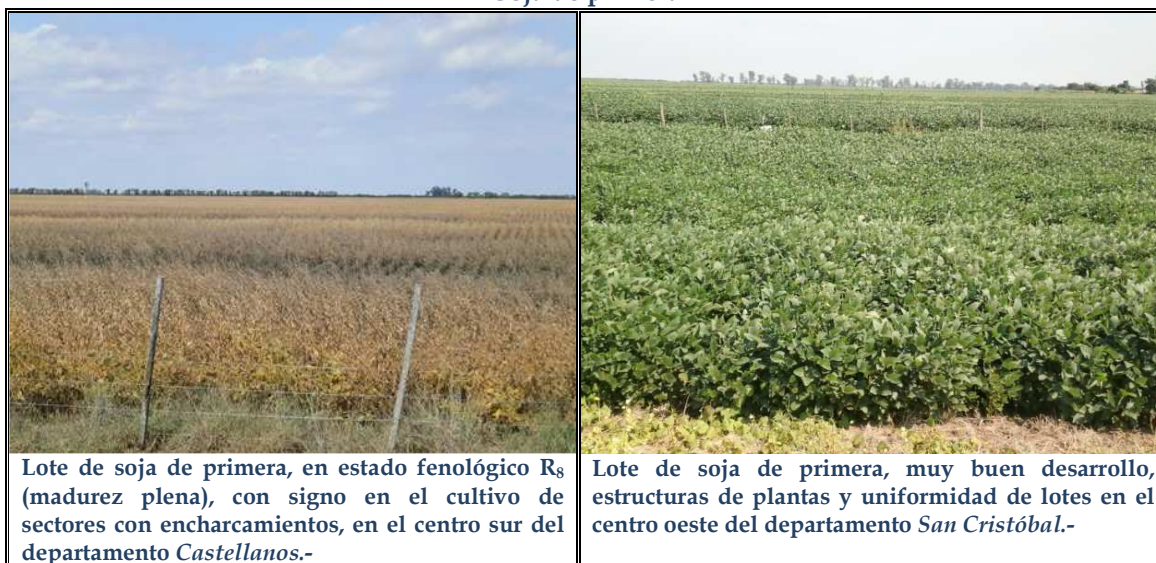 Lote de soja de primera, en estado fenológico R₈
(madurez plena), con signo en el cultivo de
sectores con encharcamientos, en el centro sur del
departamento Castellanos.-
Lote de soja de primera, muy buen desarrollo,
estructuras de plantas y uniformidad de lotes en el
centro oeste del departamento San Cristóbal.-